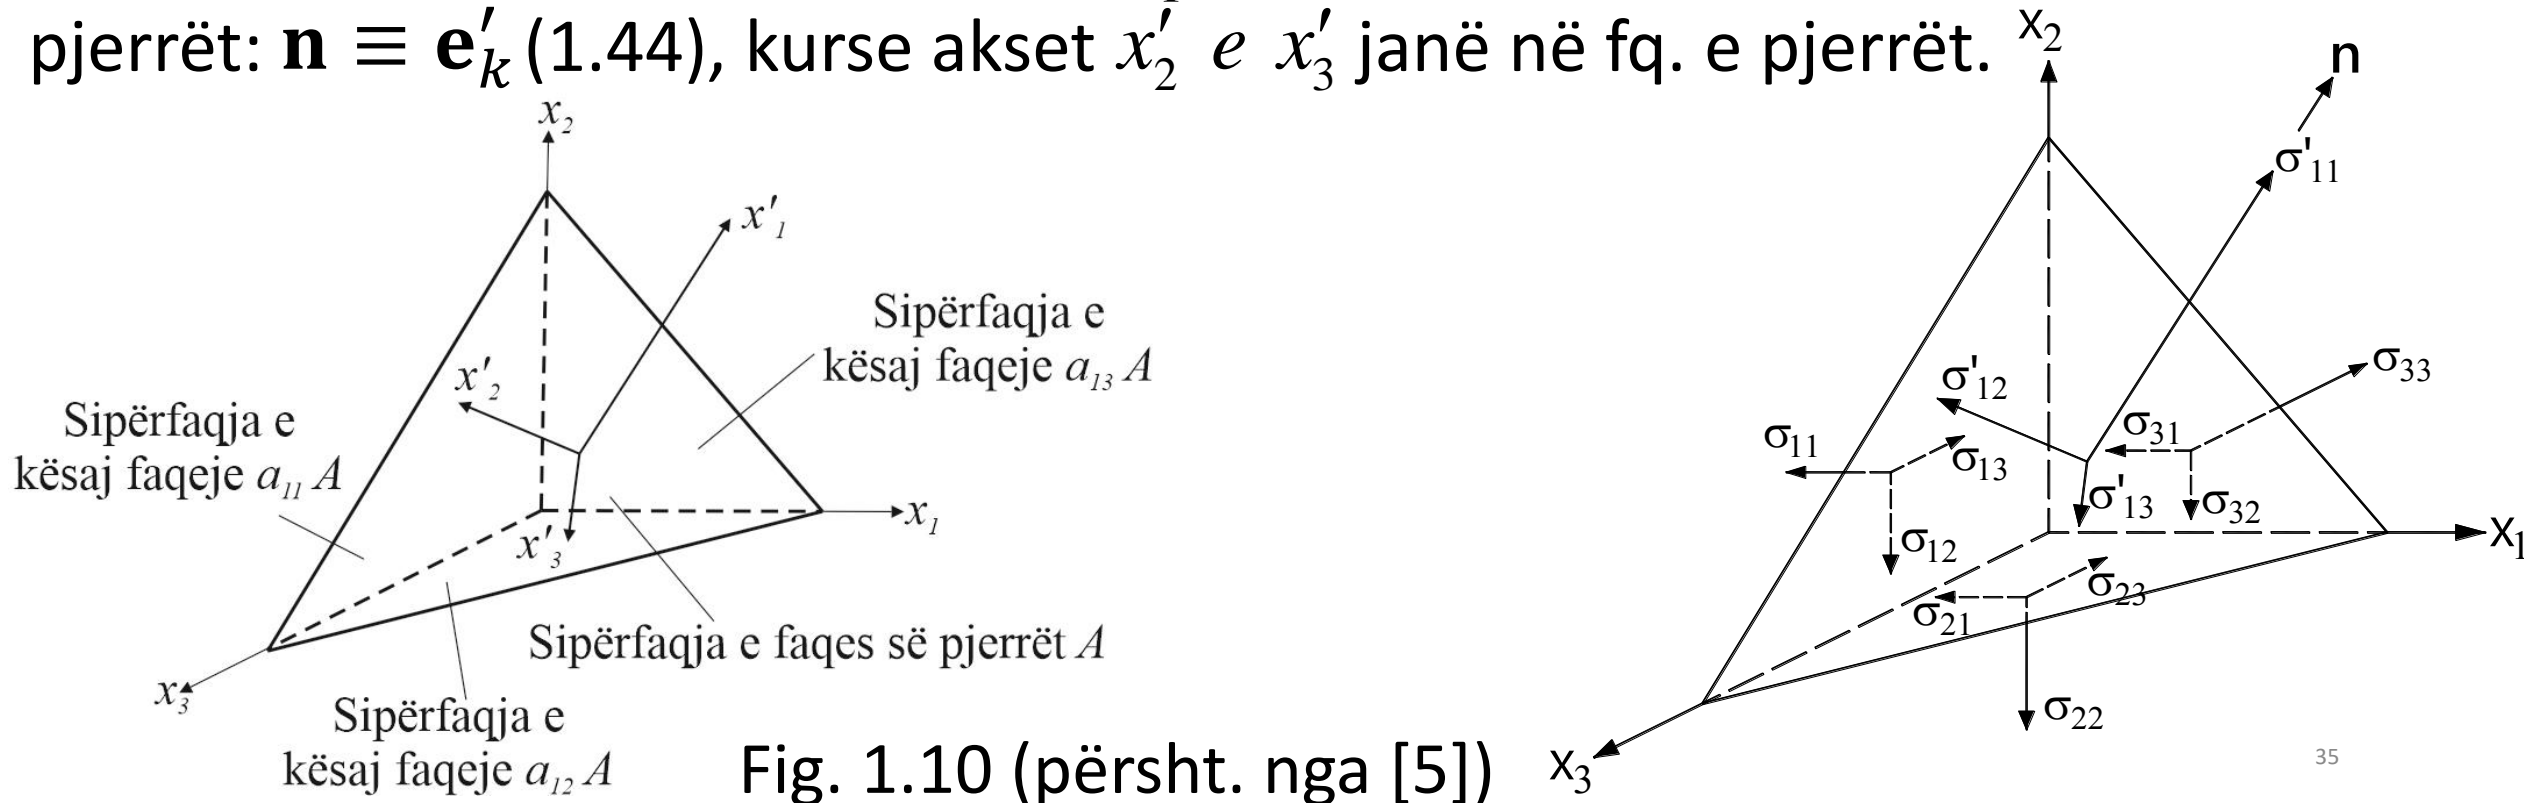 pjerrët: n ≡ e′k (1.44), kurse akset x′2 e x′3 janë në fq. e pjerrët.
x2
x′1
x′2
x′3
x1
x3
Sipërfaqja e
kësaj faqeje a11 A
Sipërfaqja e
kësaj faqeje a13 A
Sipërfaqja e faqes së pjerrët A
Sipërfaqja e
kësaj faqeje a12 A
Fig. 1.10 (përsht. nga [5])
X2
n
σ'11
σ33
σ'12
σ31
σ11
σ13
σ'13
σ32
σ12
X1
σ23
σ21
σ22
X3
35